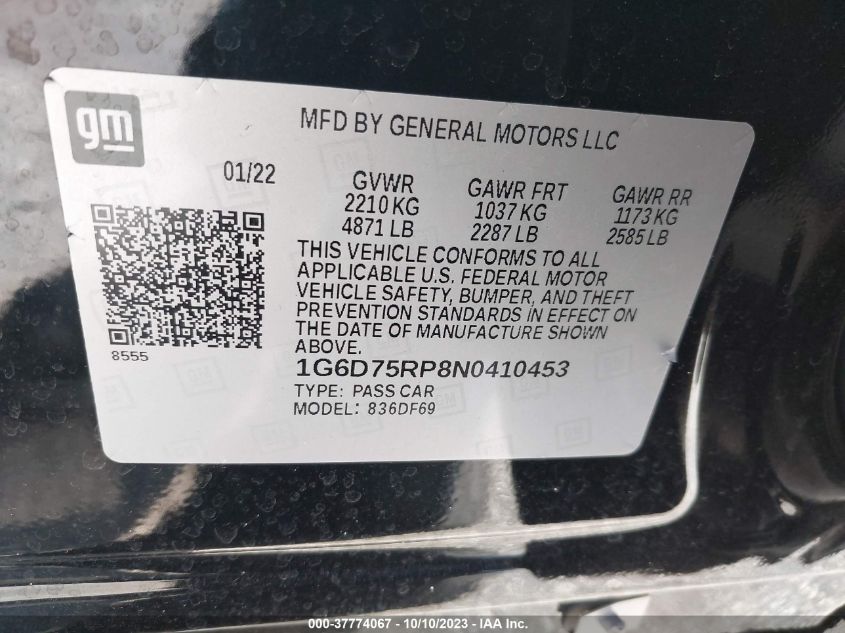 gm
MFD BY GENERAL MOTORS LLC
01/22
GVWR
2210 KG
4871 LB
GAWR FRT
1037 KG
2287 LB
GAWR RR
1173 KG
2585 LB
THIS VEHICLE CONFORMS TO ALL
APPLICABLE U.S. FEDERAL MOTOR
VEHICLE SAFETY, BUMPER, AND THEFT
PREVENTION STANDARDS IN EFFECT ON
THE DATE OF MANUFACTURE SHOWN
ABOVE.
8555
1G6D75RP8N0410453
TYPE: PASS CAR
MODEL: 836DF69
© - 37774067 - 10/10/2023 - IAAI.com